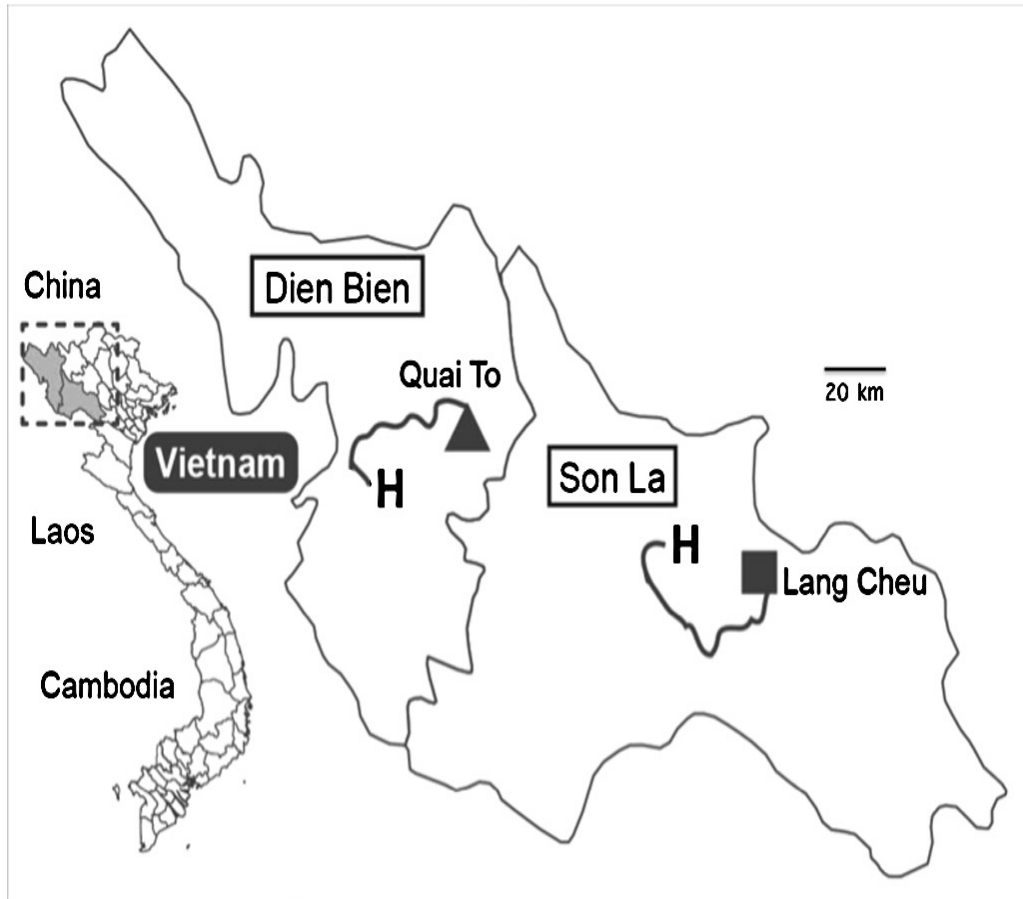 China
Dien Bien
Quai To
20 km
Vietnam
H
Son La
Laos
H
Lang Cheu
Cambodia